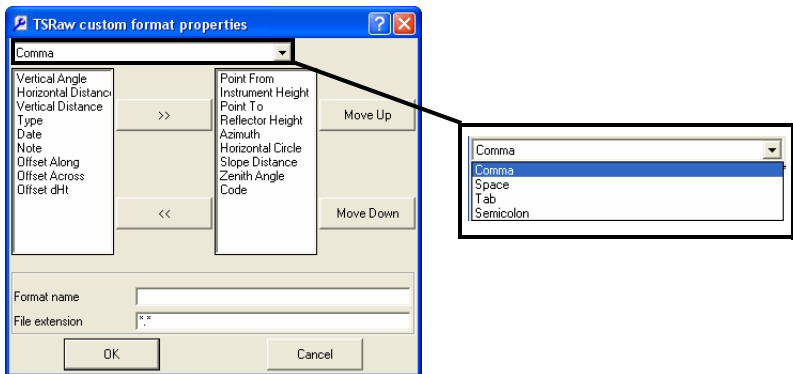 TSRaw custom format properties
Comma
Vertical Angle
Horizontal Distanc
Vertical Distance
Type
Date
Note
Offset Along
Offset Across
Offset dHt
>>
<<
Point From
Instrument Height
Point To
Reflector Height
Azimuth
Horizontal Circle
Slope Distance
Zenith Angle
Code
Move Up
Move Down
Format name
File extension
*.*
OK
Cancel
Comma
Comma
Space
Tab
Semicolon